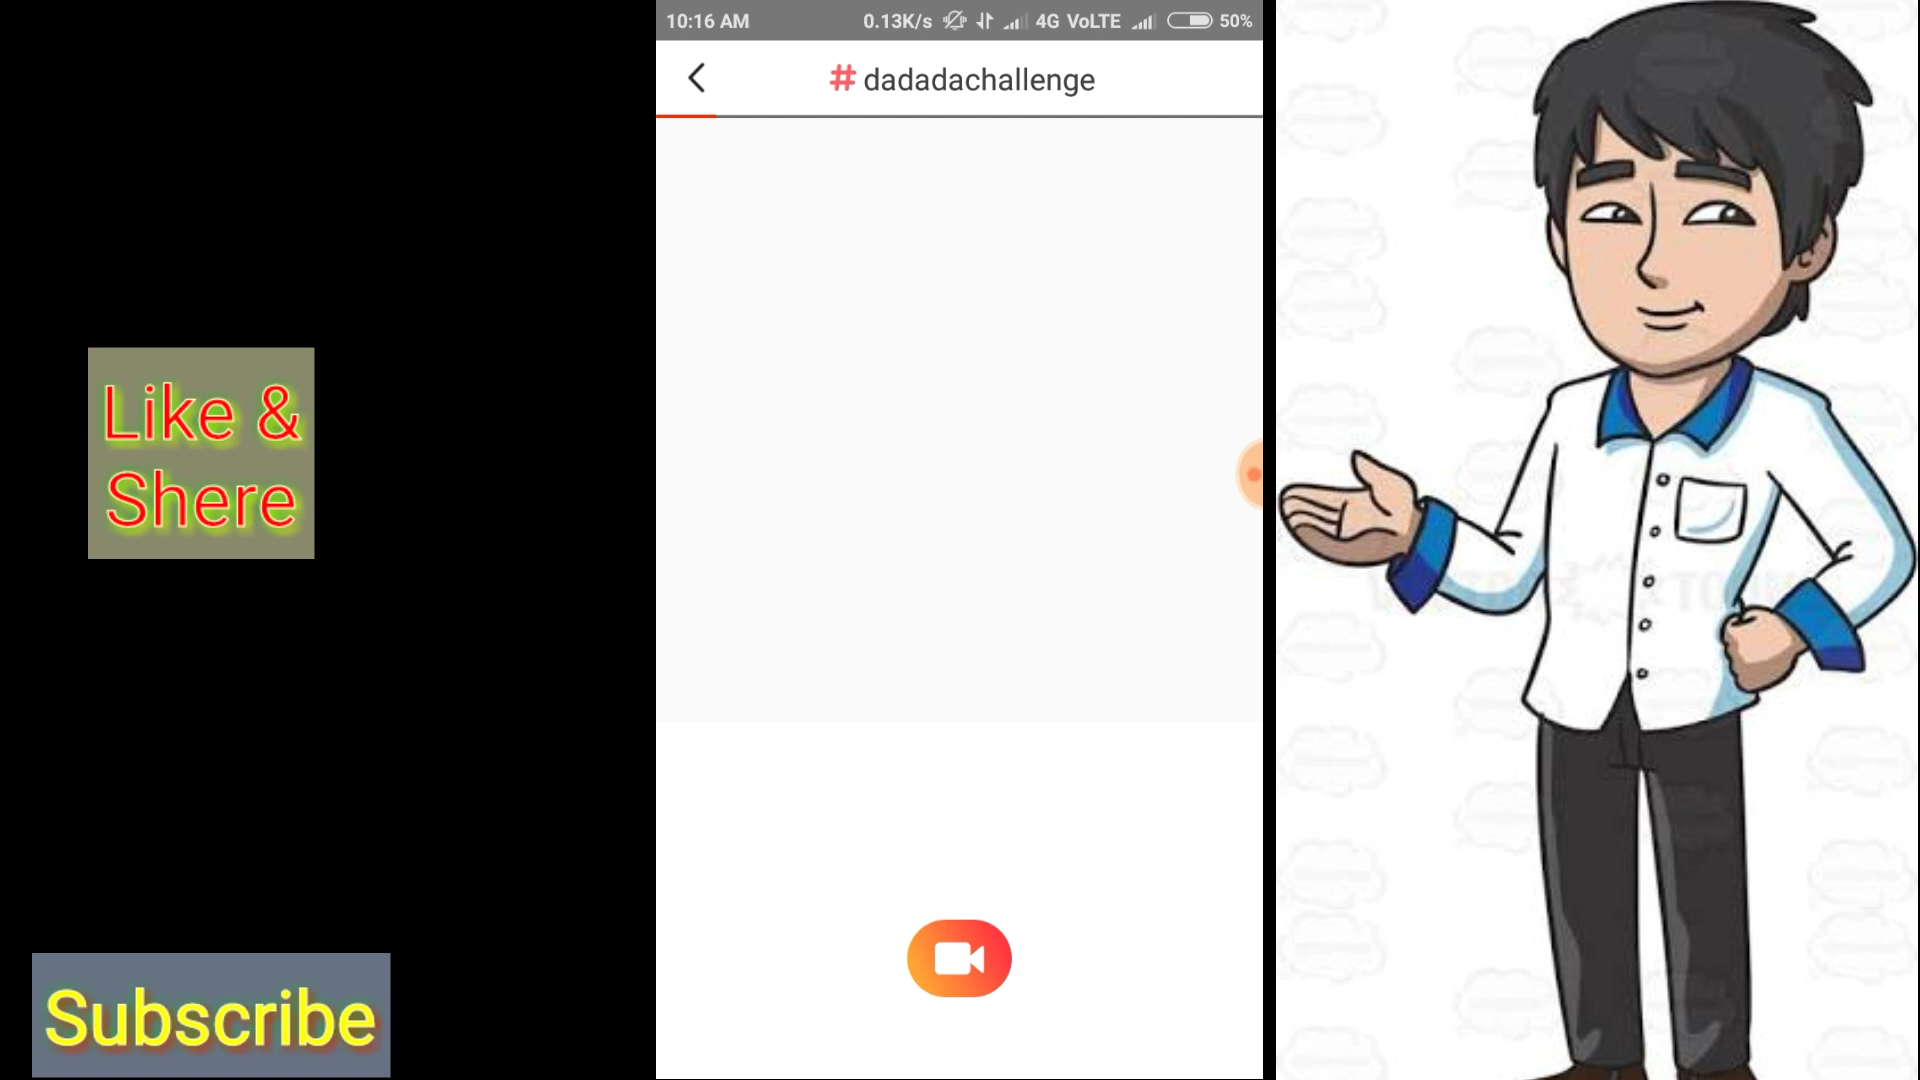 10:16 AM 0.13K/s 4G VoLTE 50%
# dadadachallenge
Like &
Shere
Subscribe